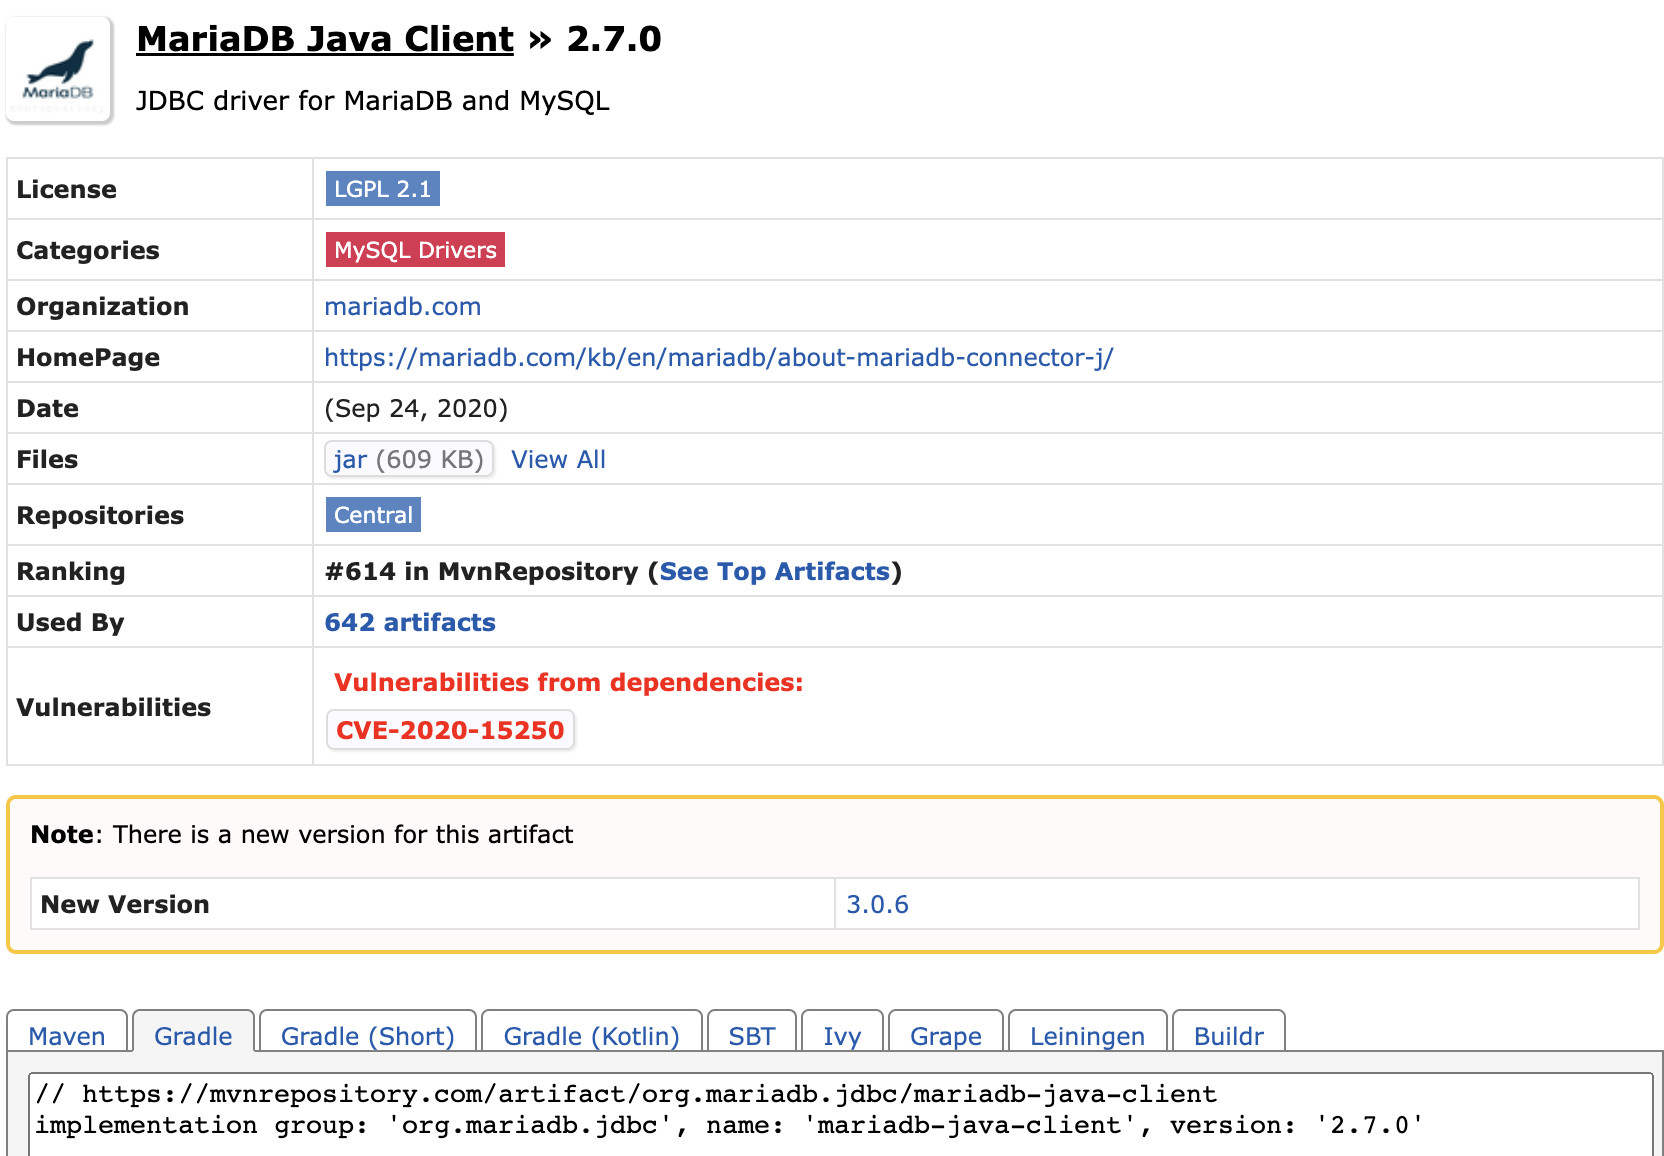 MariaDB
MariaDB Java Client » 2.7.0
JDBC driver for MariaDB and MySQL
License LGPL 2.1
Categories MySQL Drivers
Organization mariadb.com
HomePage https://mariadb.com/kb/en/mariadb/about-mariadb-connector-j/
Date (Sep 24, 2020)
Files jar (609 KB) View All
Repositories Central
Ranking #614 in MvnRepository (See Top Artifacts)
Used By 642 artifacts
Vulnerabilities Vulnerabilities from dependencies:
CVE-2020-15250
Note: There is a new version for this artifact
New Version 3.0.6
Maven Gradle Gradle (Short) Gradle (Kotlin) SBT Ivy Grape Leiningen Buildr
// https://mvnrepository.com/artifact/org.mariadb.jdbc/mariadb-java-client
implementation group: 'org.mariadb.jdbc', name: 'mariadb-java-client', version: '2.7.0'